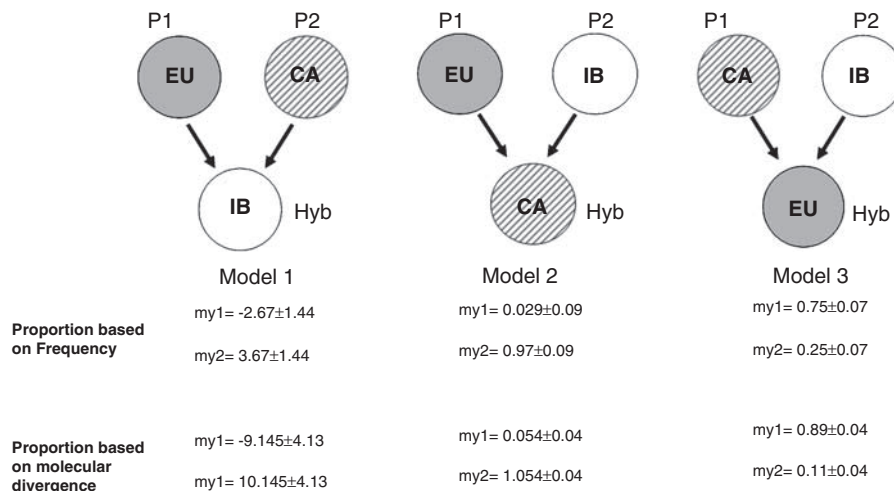 P1 P2 P1 P2 P1 P2
EU CA EU IB CA IB
IB Hyb CA Hyb EU Hyb
Model 1 Model 2 Model 3
Proportion based
on Frequency
my1= -2.67±1.44 my1= 0.029±0.09 my1= 0.75±0.07
my2= 3.67±1.44 my2= 0.97±0.09 my2= 0.25±0.07
Proportion based
on molecular
divergence
my1= -9.145±4.13 my1= 0.054±0.04 my1= 0.89±0.04
my1= 10.145±4.13 my2= 1.054±0.04 my2= 0.11±0.04